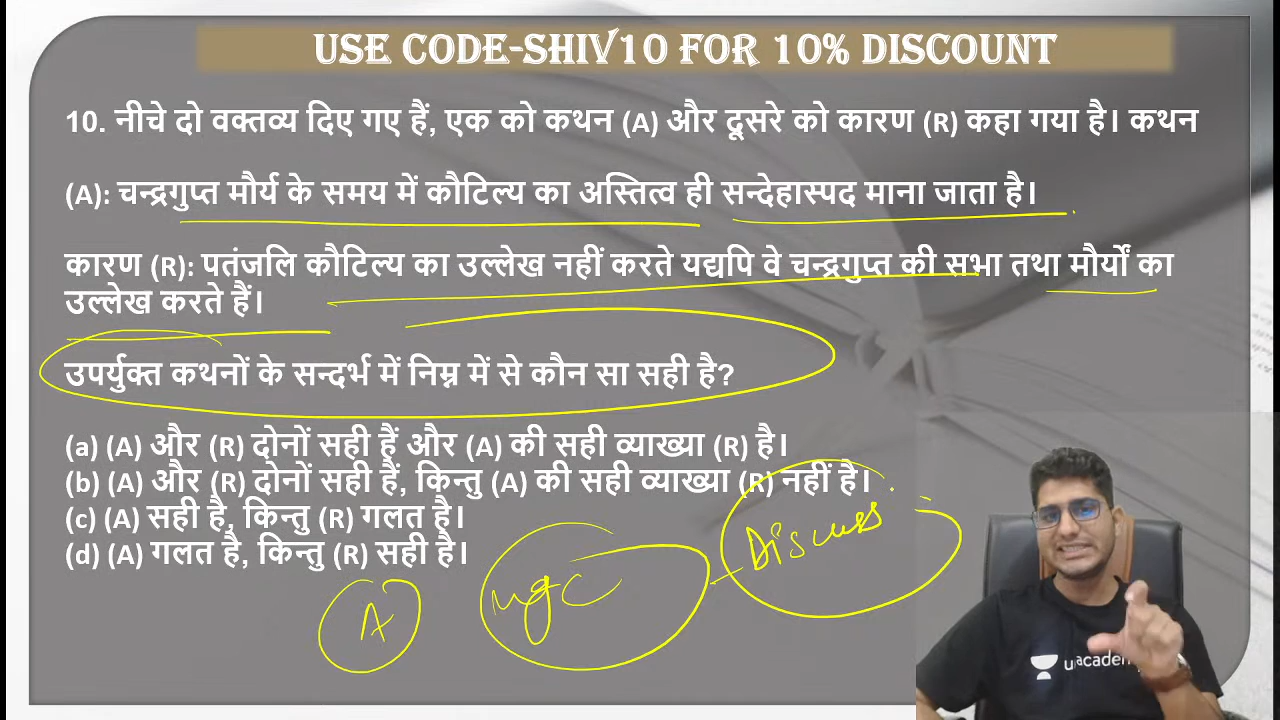 USE CODE-SHIV10 FOR 10% DISCOUNT
10. नीचे दो वक्तव्य दिए गए हैं, एक को कथन (A) और दूसरे को कारण (R) कहा गया है। कथन
(A): चन्द्रगुप्त मौर्य के समय में कौटिल्य का अस्तित्व ही सन्देहास्पद माना जाता है।
कारण (R): पतंजलि कौटिल्य का उल्लेख नहीं करते यद्यपि वे चन्द्रगुप्त की सभा तथा मौर्यों का
उल्लेख करते हैं।
उपर्युक्त कथनों के सन्दर्भ में निम्न में से कौन सा सही है?
(a) (A) और (R) दोनों सही हैं और (A) की सही व्याख्या (R) है।
(b) (A) और (R) दोनों सही हैं, किन्तु (A) की सही व्याख्या (R) नहीं है।
(c) (A) सही है, किन्तु (R) गलत है।
(d) (A) गलत है, किन्तु (R) सही है।
Discuss
A
ugc